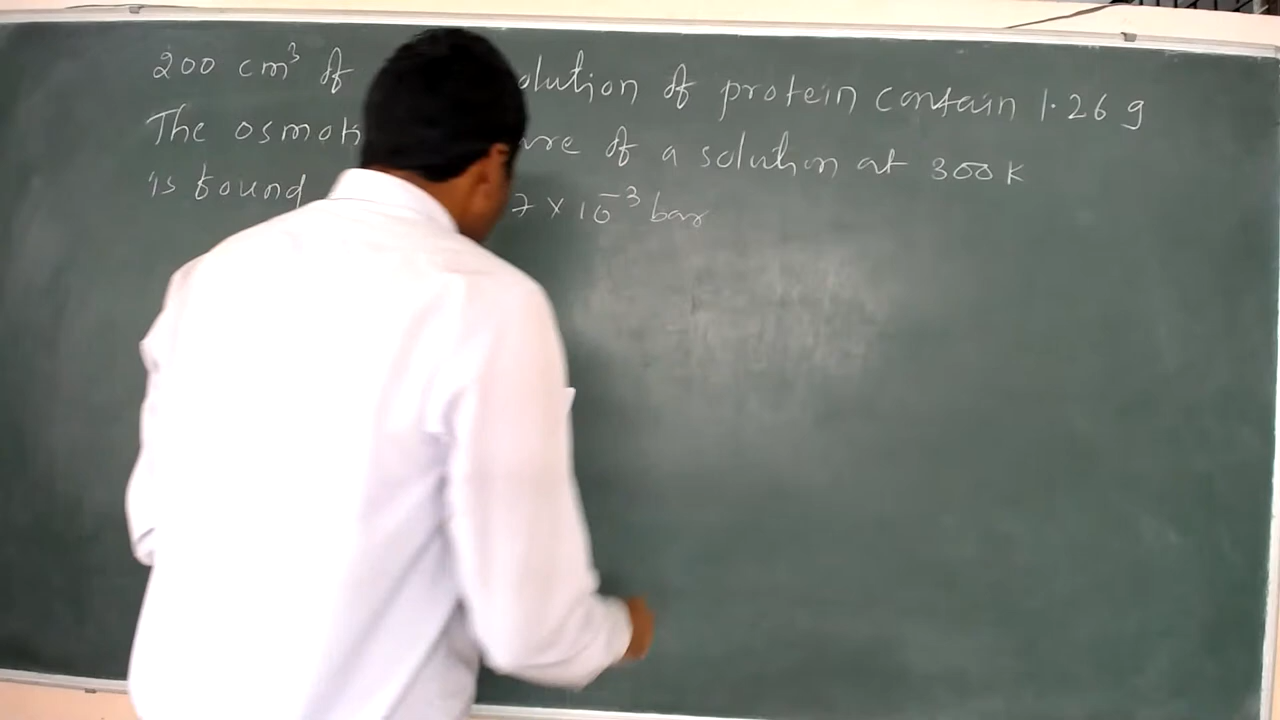 200 cm³ of olution of protein contain 1.26 g
The osmot ure of a solution at 300 K
is found 7 × 10⁻³ bar